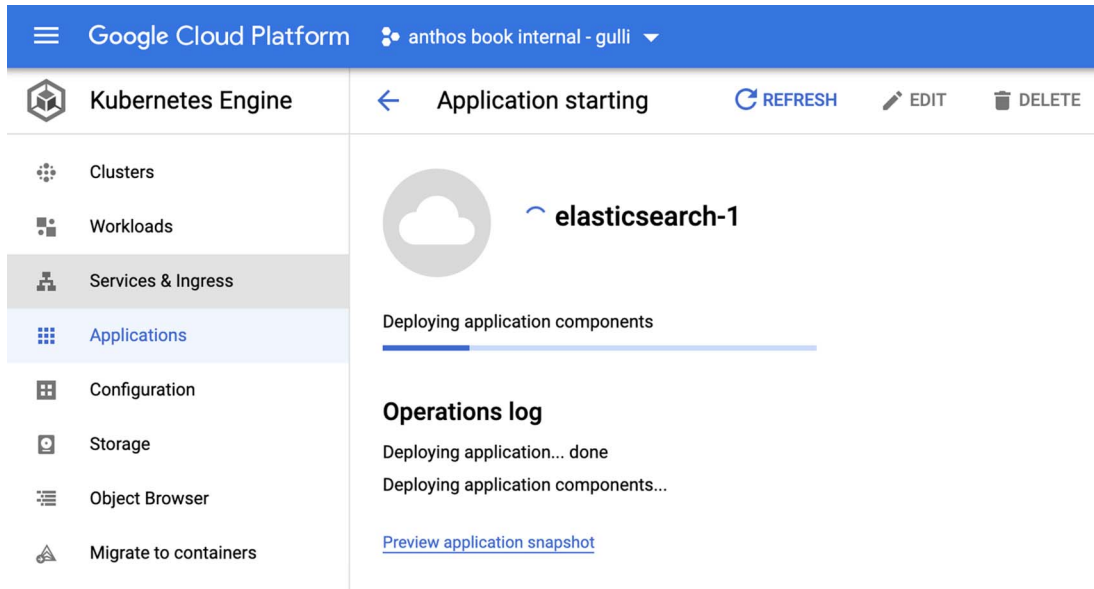 Google Cloud Platform anthos book internal - gulli
Kubernetes Engine
Application starting REFRESH EDIT DELETE
Clusters
Workloads
Services & Ingress
Applications
Configuration
Storage
Object Browser
Migrate to containers
elasticsearch-1
Deploying application components
Operations log
Deploying application... done
Deploying application components...
Preview application snapshot